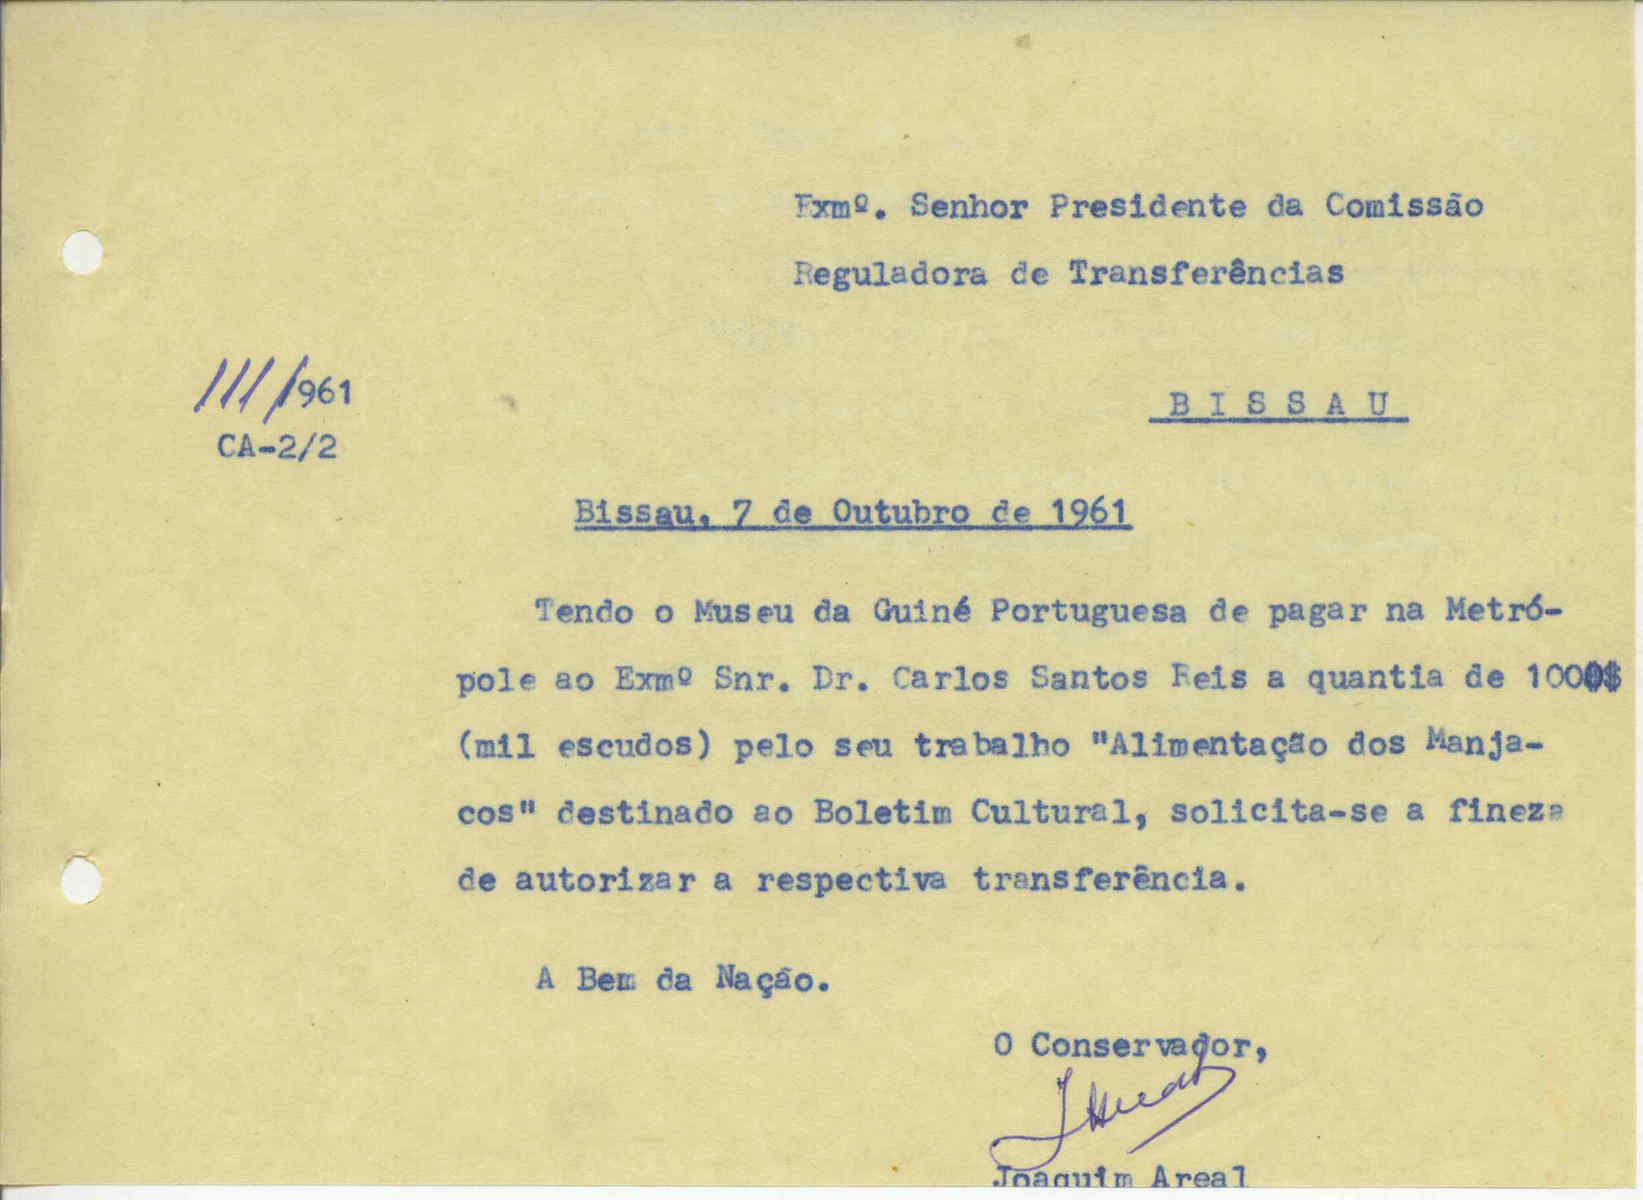 Exmº. Senhor Presidente da Comissão
Reguladora de Transferências
111/961
CA-2/2
BISSAU
Bissau, 7 de Outubro de 1961
Tendo o Museu da Guiné Portuguesa de pagar na Metró-
pole ao Exmº Snr. Dr. Carlos Santos Reis a quantia de 1000$
(mil escudos) pelo seu trabalho "Alimentação dos Manja-
cos" destinado ao Boletim Cultural, solicita-se a fineza
de autorizar a respectiva transferência.
A Bem da Nação.
O Conservador,
Joaquim Areal